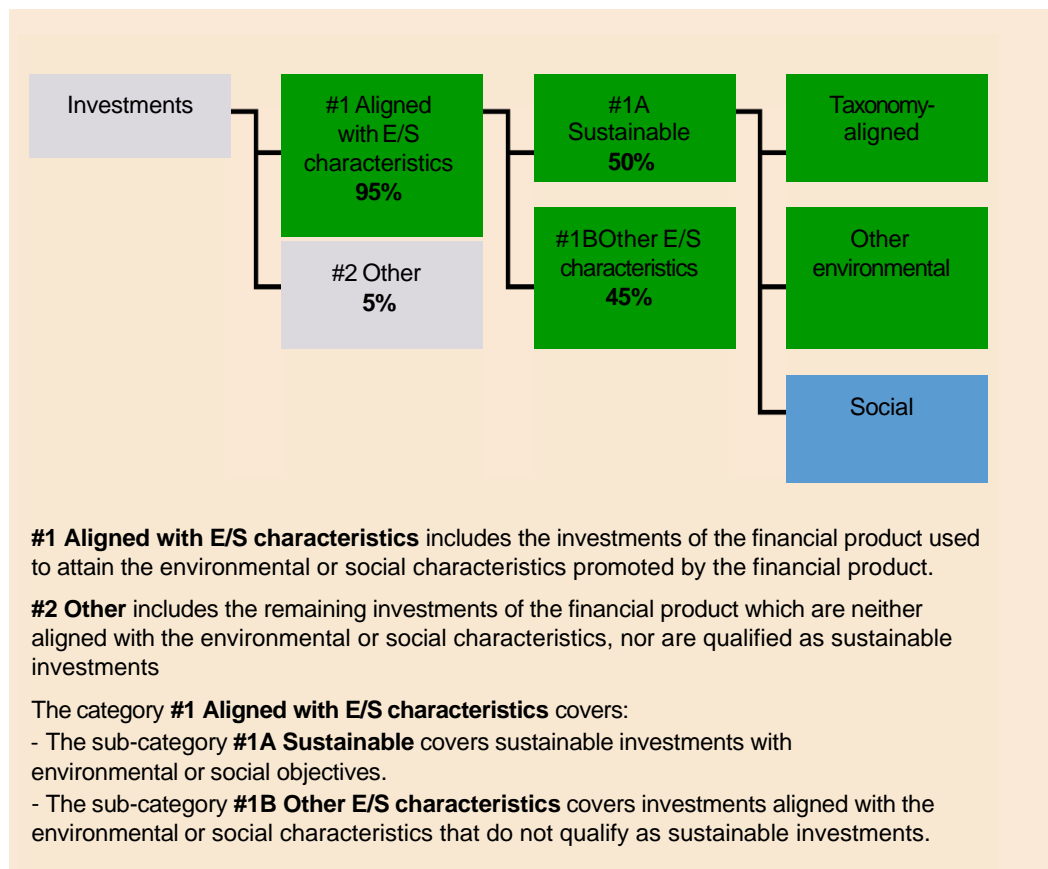 Investments
#1 Aligned
with E/S
characteristics
95%
#2 Other
5%
#1A
Sustainable
50%
#1BOther E/S
characteristics
45%
Taxonomy-
aligned
Other
environmental
Social
#1 Aligned with E/S characteristics includes the investments of the financial product used
to attain the environmental or social characteristics promoted by the financial product.
#2 Other includes the remaining investments of the financial product which are neither
aligned with the environmental or social characteristics, nor are qualified as sustainable
investments
The category #1 Aligned with E/S characteristics covers:
- The sub-category #1A Sustainable covers sustainable investments with
environmental or social objectives.
- The sub-category #1B Other E/S characteristics covers investments aligned with the
environmental or social characteristics that do not qualify as sustainable investments.